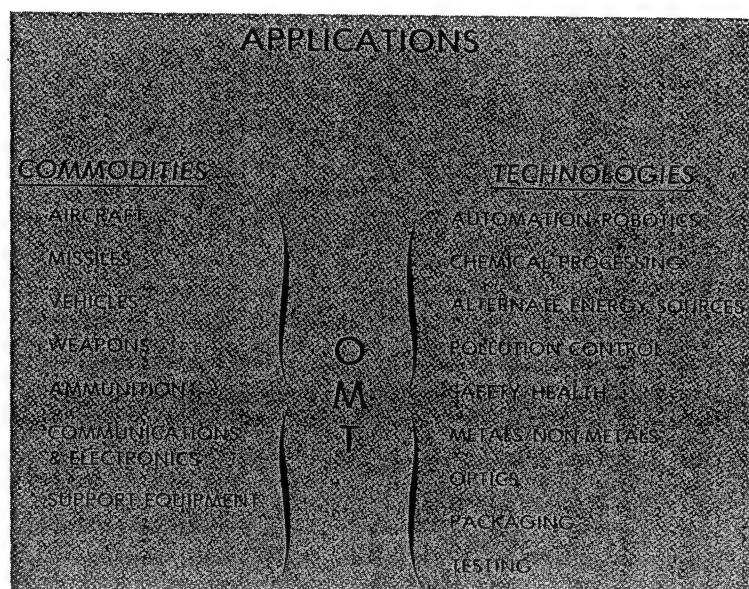 APPLICATIONS
COMMODITIES
AIRCRAFT
MISSILES
VEHICLES
WEAPONS
AMMUNITION
COMMUNICATIONS
& ELECTRONICS
SUPPORT EQUIPMENT
O
M
T
TECHNOLOGIES
AUTOMATION-ROBOTICS
CHEMICAL PROCESSING
ALTERNATE ENERGY SOURCES
POLLUTION CONTROL
SAFETY HEALTH
METALS/NON METALS
OPTICS
PACKAGING
TESTING